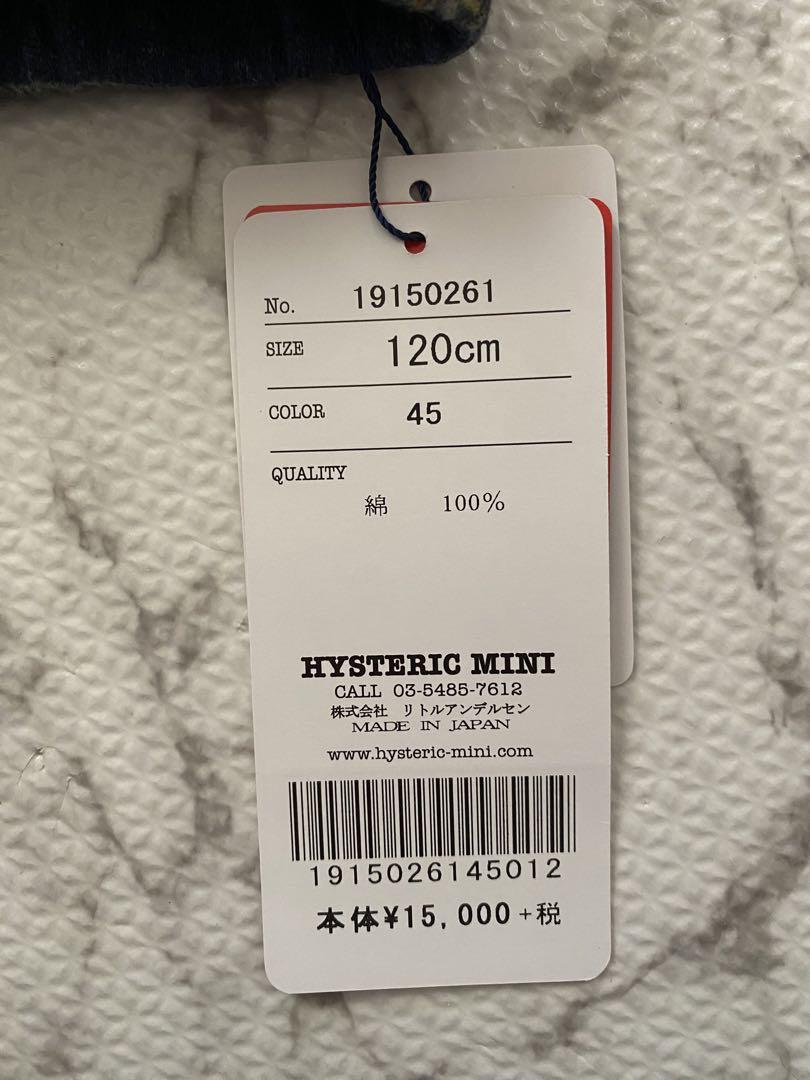 No. 19150261
SIZE 120cm
COLOR 45
QUALITY
綿 100%
HYSTERIC MINI
CALL 03-5485-7612
株式会社 リトルアンデルセン
MADE IN JAPAN
www.hysteric-mini.com
1915026145012
本体¥15,000+税